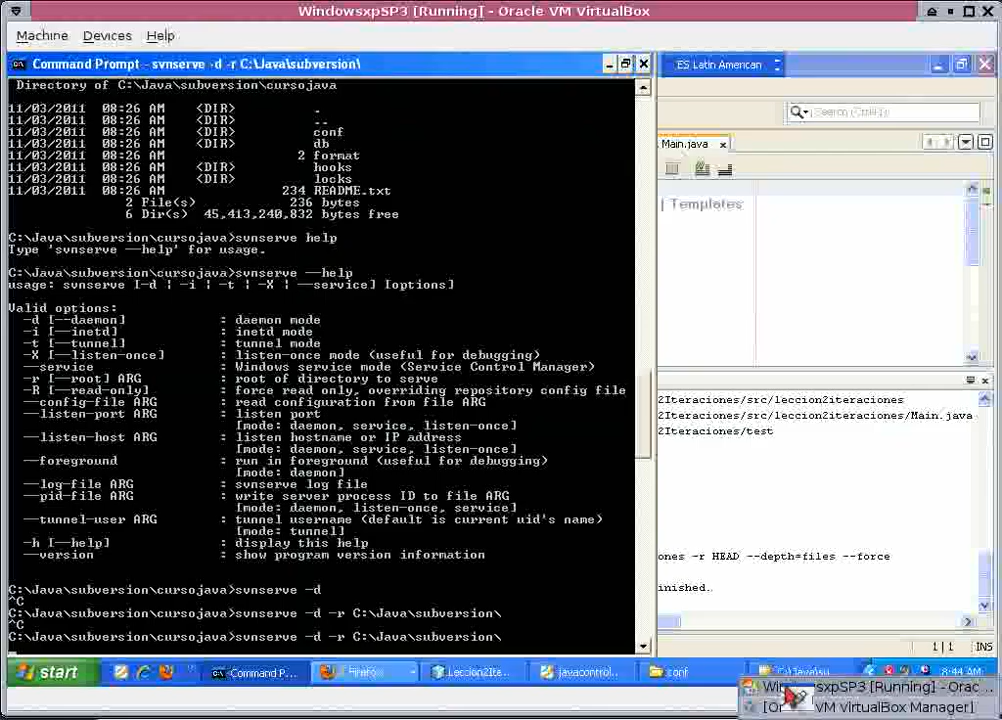 WindowsxpSP3 [Running] - Oracle VM VirtualBox
Machine Devices Help
Command Prompt - svnserve -d -r C:\Java\subversion\
ES Latin American
Directory of C:\Java\subversion\cursojava
11/03/2011 08:26 AM <DIR> .
11/03/2011 08:26 AM <DIR> ..
11/03/2011 08:26 AM <DIR> conf
11/03/2011 08:26 AM <DIR> db
11/03/2011 08:26 AM 2 format
11/03/2011 08:26 AM <DIR> hooks
11/03/2011 08:26 AM <DIR> locks
11/03/2011 08:26 AM 234 README.txt
2 File(s) 236 bytes
6 Dir(s) 45,413,240,832 bytes free
C:\Java\subversion\cursojava>svnserve help
Type 'svnserve --help' for usage.
C:\Java\subversion\cursojava>svnserve --help
usage: svnserve [-d | -i | -t | -X | --service] [options]
Valid options:
-d [--daemon] : daemon mode
-i [--inetd] : inetd mode
-t [--tunnel] : tunnel mode
-X [--listen-once] : listen-once mode (useful for debugging)
--service : Windows service mode (Service Control Manager)
-r [--root] ARG : root of directory to serve
-R [--read-only] : force read only, overriding repository config file
--config-file ARG : read configuration from file ARG
--listen-port ARG : listen port
[mode: daemon, service, listen-once]
--listen-host ARG : listen hostname or IP address
[mode: daemon, service, listen-once]
--foreground : run in foreground (useful for debugging)
[mode: daemon]
--log-file ARG : svnserve log file
--pid-file ARG : write server process ID to file ARG
[mode: daemon, listen-once, service]
--tunnel-user ARG : tunnel username (default is current uid's name)
[mode: tunnel]
-h [--help] : display this help
--version : show program version information
C:\Java\subversion\cursojava>svnserve -d
^C
C:\Java\subversion\cursojava>svnserve -d -r C:\Java\subversion\
^C
C:\Java\subversion\cursojava>svnserve -d -r C:\Java\subversion\
Search (Ctrl+I)
Main.java
Templates
2Iteraciones/src/leccion2iteraciones
2Iteraciones/src/leccion2iteraciones/Main.java
2Iteraciones/test
ones -r HEAD --depth=files --force
inished.
1|1 INS
start
Command P...
Firefox
Leccion2Ite...
javacontrol...
conf
C:\Java\su
8:44 AM
sxpSP3 [Running] - Orac...
VM VirtualBox Manager]